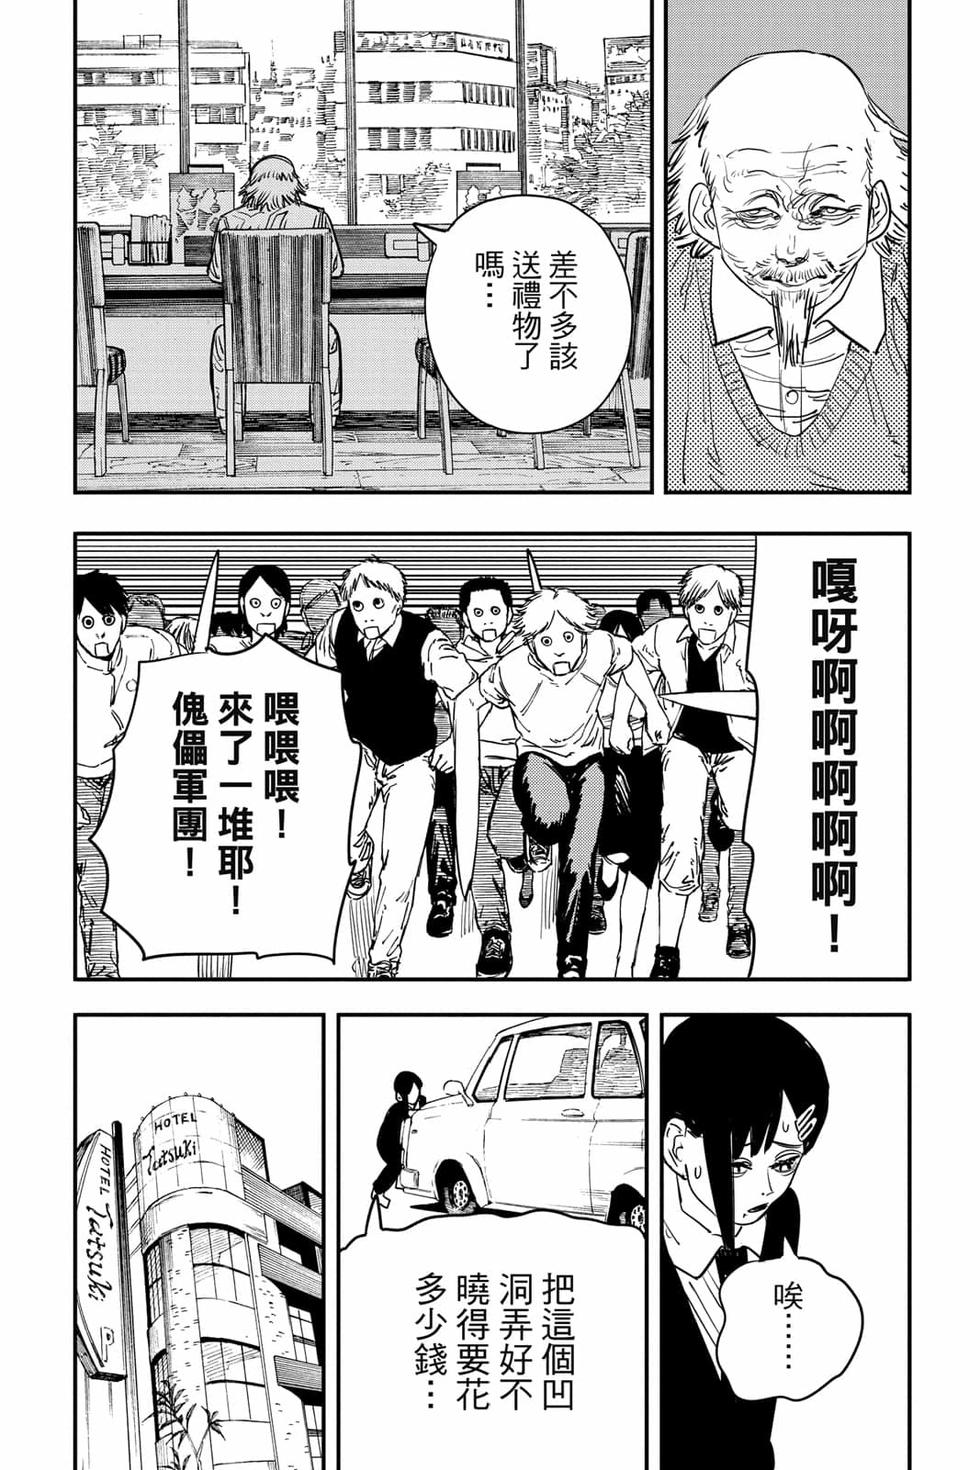 差不多該
送禮物了
嗎…
嘎呀啊啊啊啊啊！
喂喂喂！
來了一堆耶！
傀儡軍團！
唉……
把這個凹
洞弄好不
曉得要花
多少錢…
HOTEL
Tatsuki
HOTEL
Tatsuki